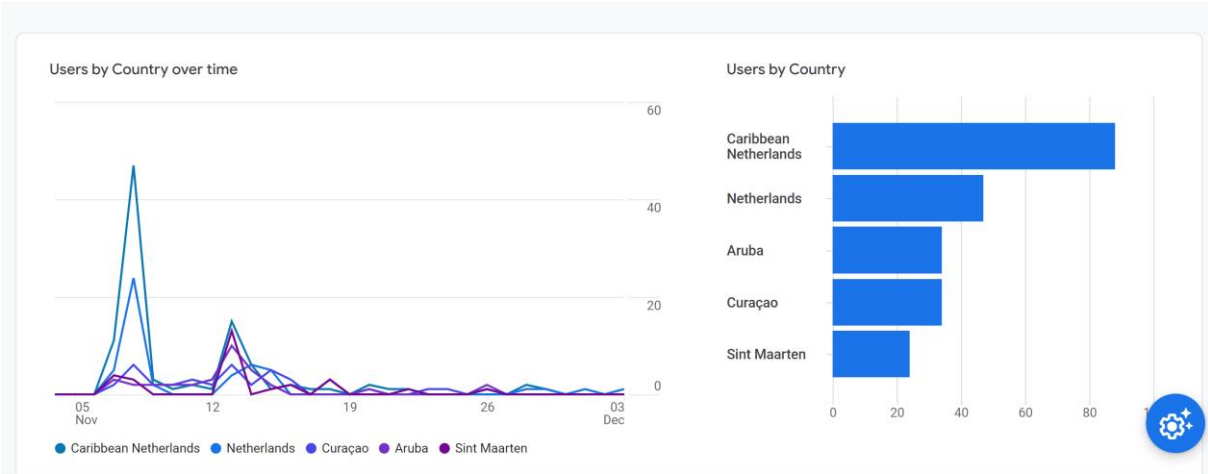 Users by Country over time
60
40
20
0
05
Nov
12
19
26
03
Dec
Caribbean Netherlands
Netherlands
Curaçao
Aruba
Sint Maarten
Users by Country
Caribbean
Netherlands
Netherlands
Aruba
Curaçao
Sint Maarten
0
20
40
60
80